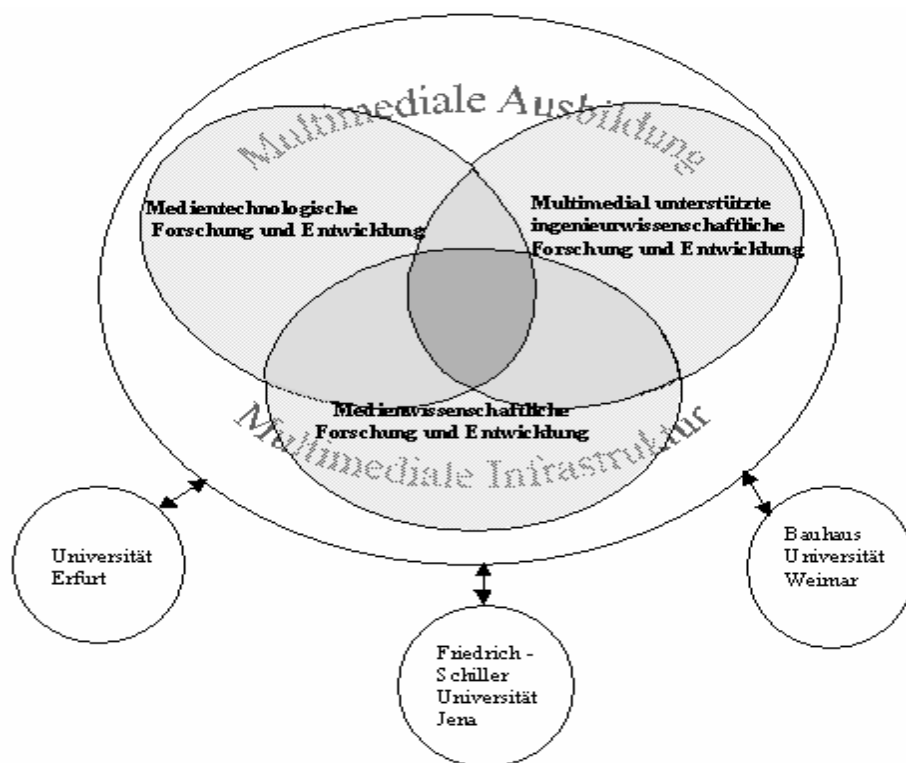 Multimediale Ausbildung
Medientechnologische
Forschung und Entwicklung
Multimedial unterstützte
ingenieurwissenschaftliche
Forschung und Entwicklung
Medienwissenschaftliche
Forschung und Entwicklung
Multimediale Infrastruktur
Universität
Erfurt
Friedrich -
Schiller
Universität
Jena
Bauhaus
Universität
Weimar